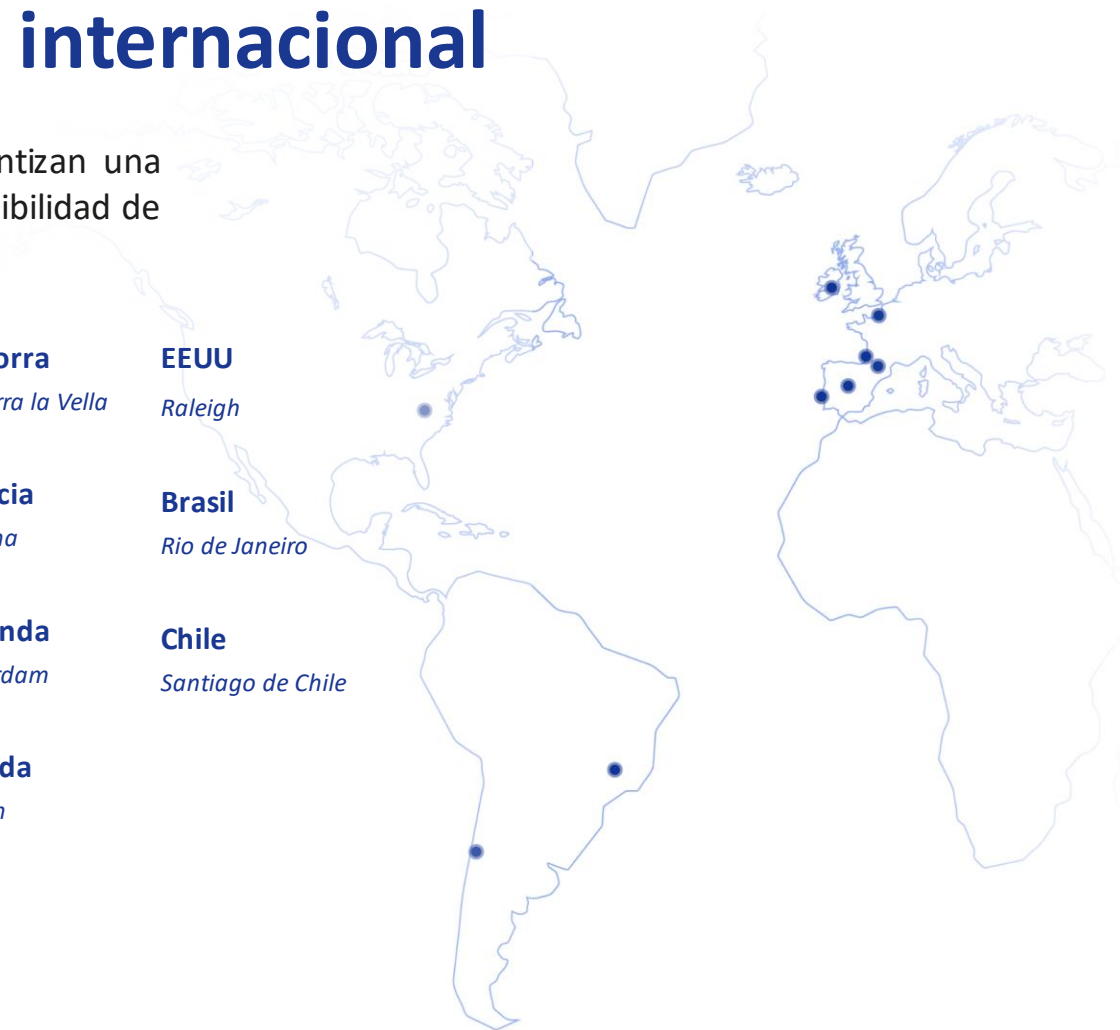 internacional
ntizan una
ibilidad de
orra
rra la Vella
EEUU
Raleigh
cia
na
Brasil
Rio de Janeiro
nda
rdam
Chile
Santiago de Chile
da
n